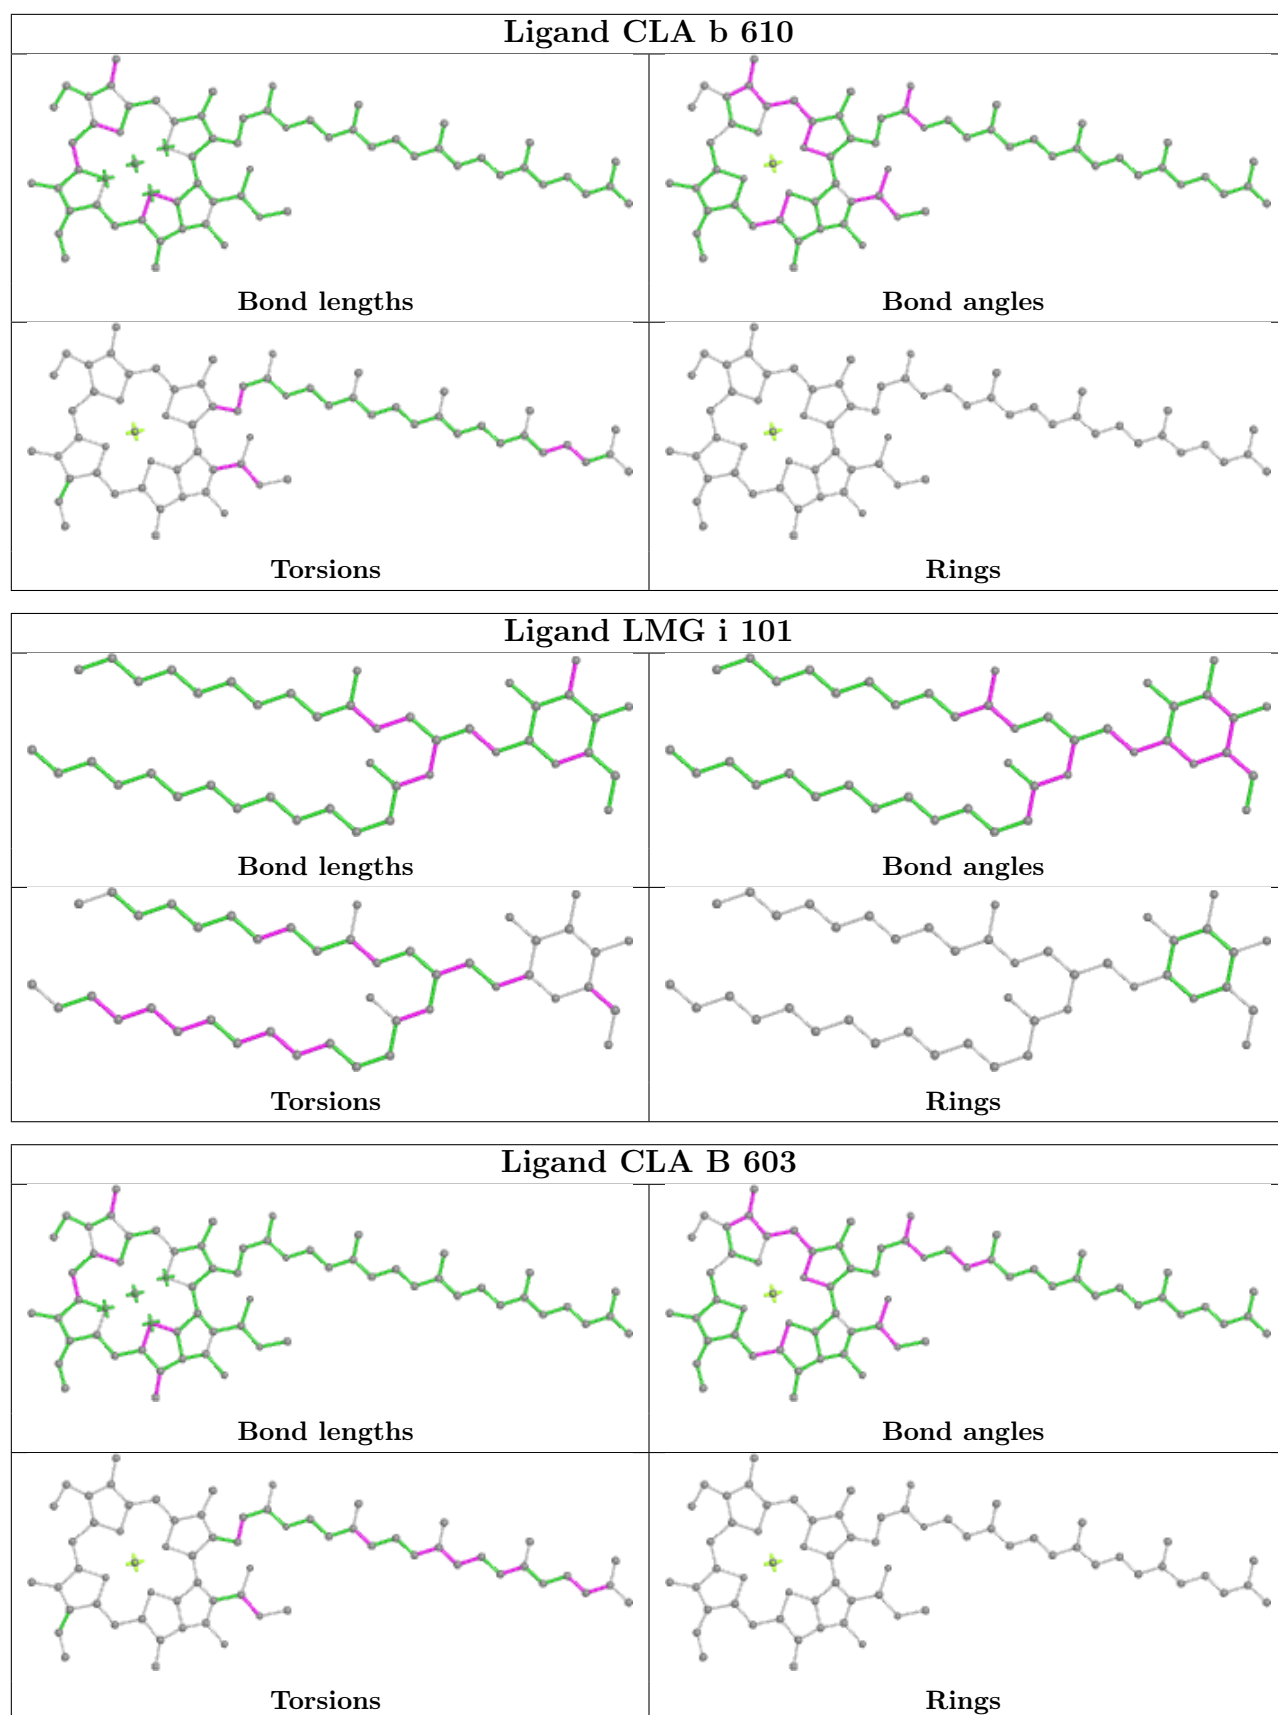 Ligand CLA b 610
Bond lengths
Bond angles
Torsions
Rings
Ligand LMG i 101
Bond lengths
Bond angles
Torsions
Rings
Ligand CLA B 603
Bond lengths
Bond angles
Torsions
Rings